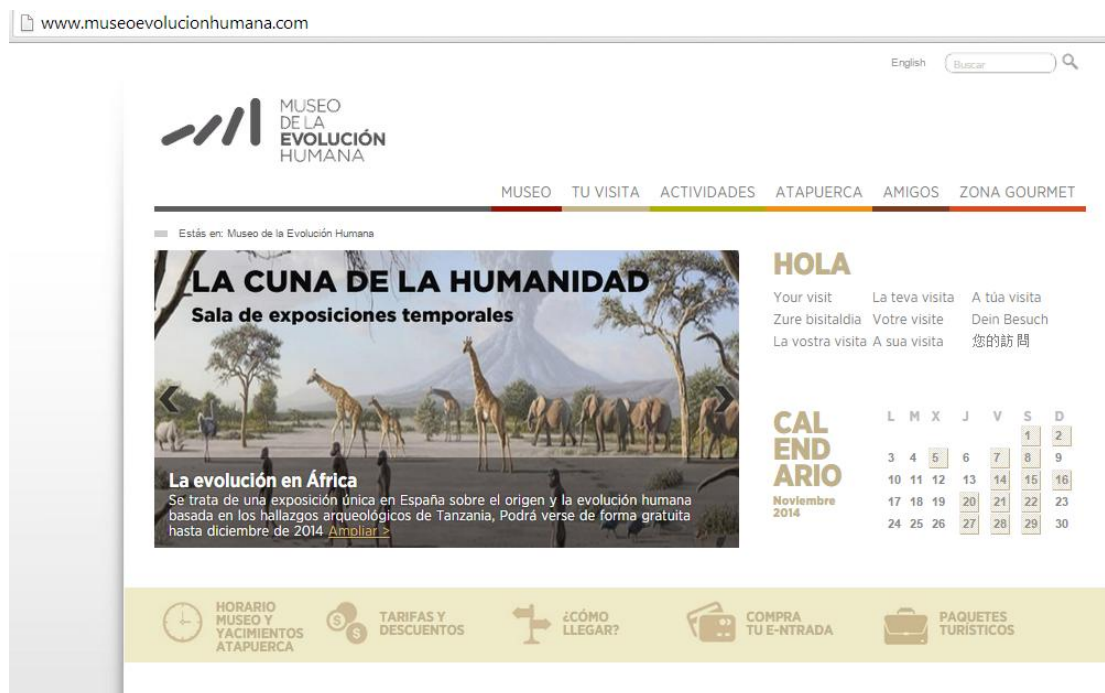 www.museoevolucionhumana.com
English
Buscar
MUSEO
DE LA
EVOLUCIÓN
HUMANA
MUSEO TU VISITA ACTIVIDADES ATAPUERCA AMIGOS ZONA GOURMET
Estás en: Museo de la Evolución Humana
LA CUNA DE LA HUMANIDAD
Sala de exposiciones temporales
La evolución en África
Se trata de una exposición única en España sobre el origen y la evolución humana
basada en los hallazgos arqueológicos de Tanzania, Podrá verse de forma gratuita
hasta diciembre de 2014 Ampliar >
HOLA
Your visit La teva visita A túa visita
Zure bisitaldia Votre visite Dein Besuch
La vostra visita A sua visita 您的訪問
CAL
END
ARIO
Noviembre
2014
L M X J V S D
1 2
3 4 5 6 7 8 9
10 11 12 13 14 15 16
17 18 19 20 21 22 23
24 25 26 27 28 29 30
HORARIO
MUSEO Y
YACIMIENTOS
ATAPUERCA
TARIFAS Y
DESCUENTOS
¿CÓMO
LLEGAR?
COMPRA
TU E-NTRADA
PAQUETES
TURÍSTICOS